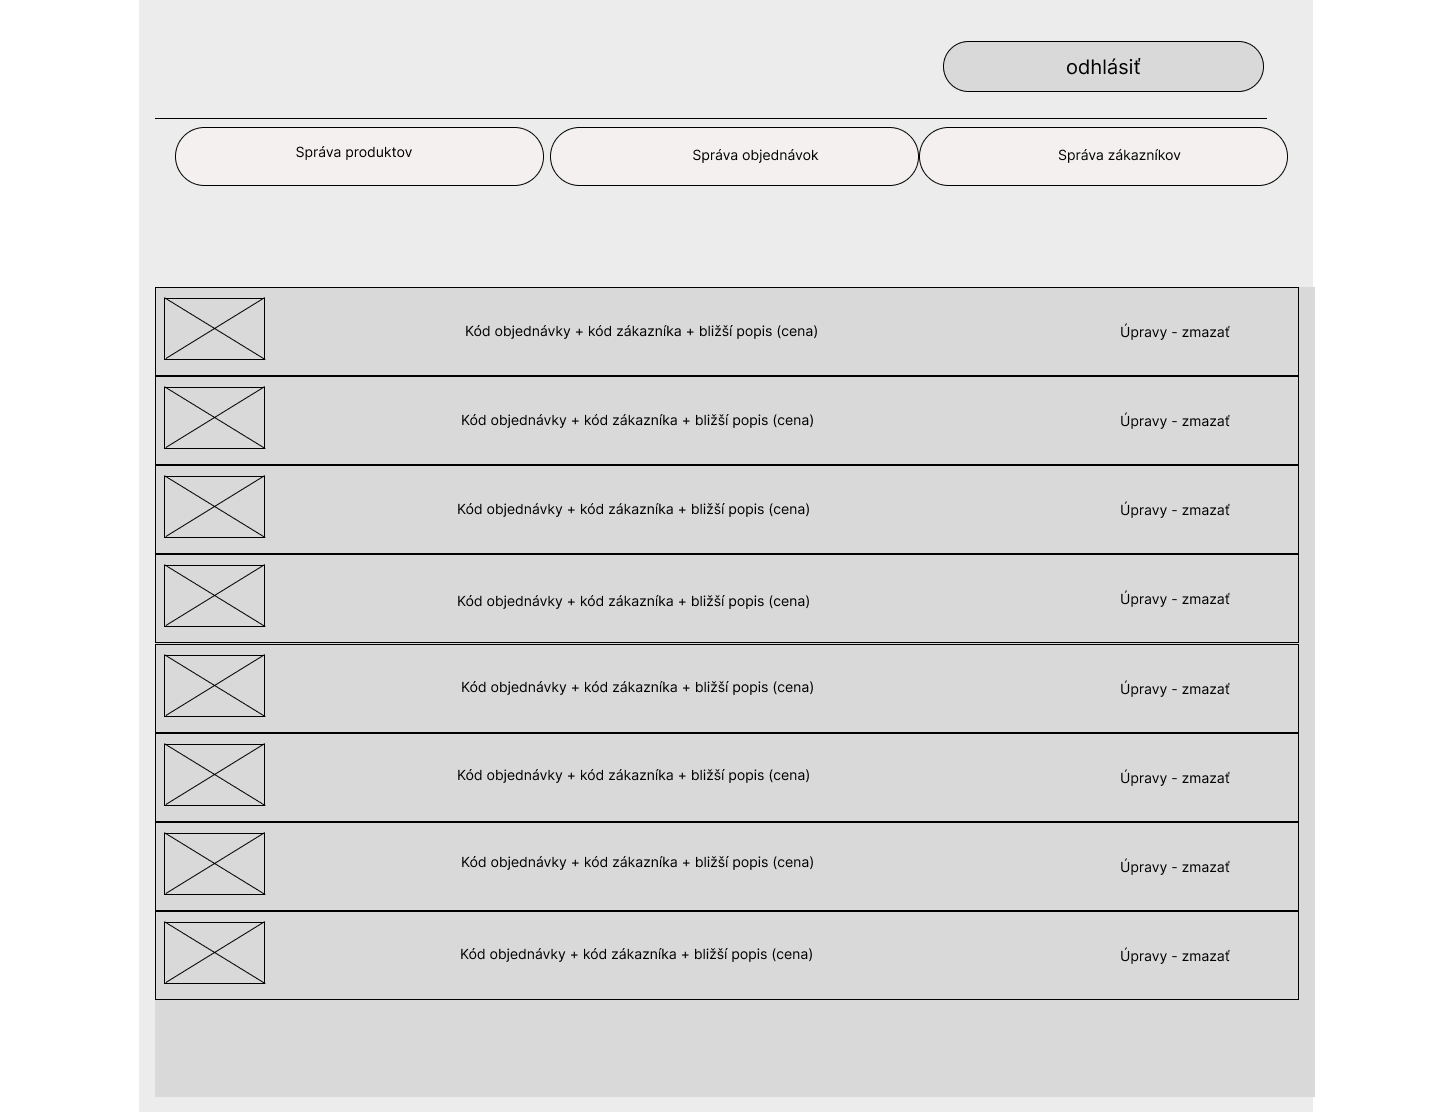 odhlásiť
Správa produktov
Správa objednávok
Správa zákazníkov
Kód objednávky + kód zákazníka + bližší popis (cena)
Úpravy - zmazať
Kód objednávky + kód zákazníka + bližší popis (cena)
Úpravy - zmazať
Kód objednávky + kód zákazníka + bližší popis (cena)
Úpravy - zmazať
Kód objednávky + kód zákazníka + bližší popis (cena)
Úpravy - zmazať
Kód objednávky + kód zákazníka + bližší popis (cena)
Úpravy - zmazať
Kód objednávky + kód zákazníka + bližší popis (cena)
Úpravy - zmazať
Kód objednávky + kód zákazníka + bližší popis (cena)
Úpravy - zmazať
Kód objednávky + kód zákazníka + bližší popis (cena)
Úpravy - zmazať